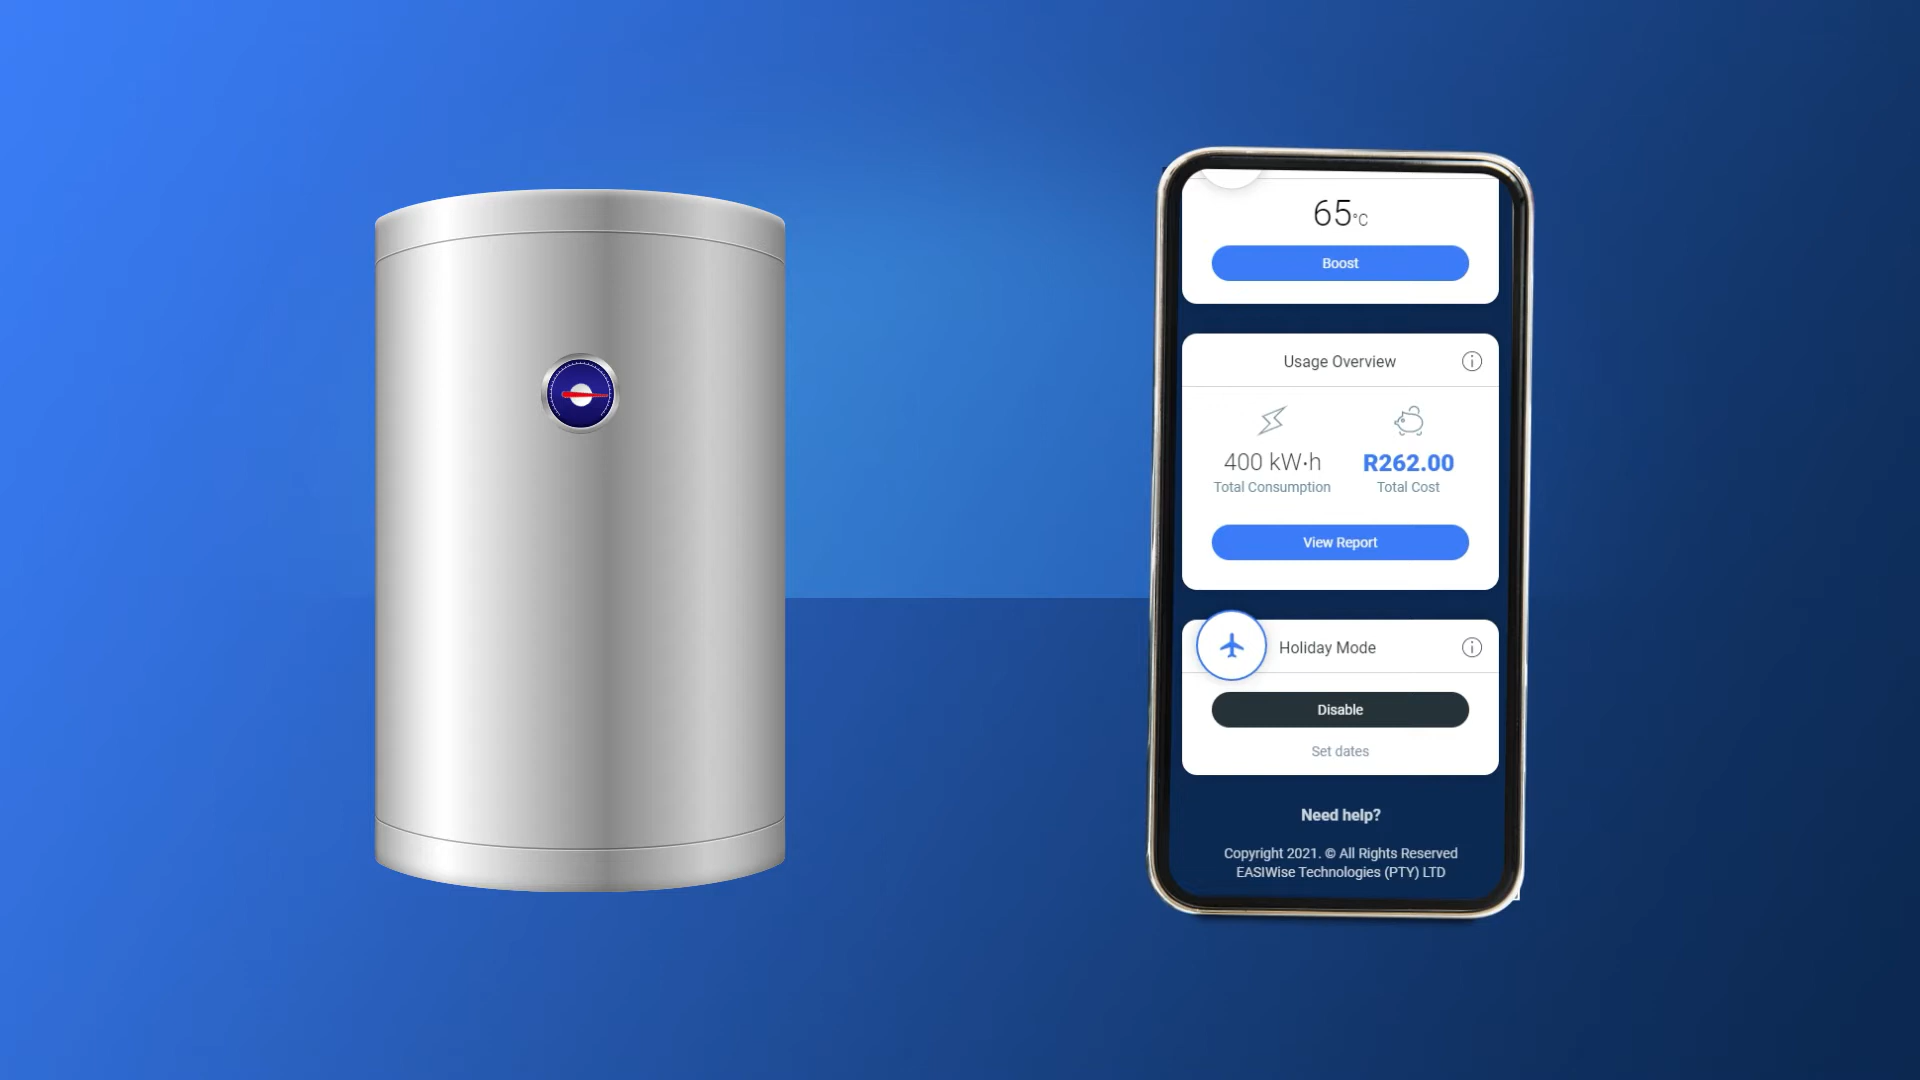 65°C
Boost
Usage Overview
400 kW·h
R262.00
Total Consumption
Total Cost
View Report
Holiday Mode
Disable
Set dates
Need help?
Copyright 2021. © All Rights Reserved
EASIWise Technologies (PTY) LTD